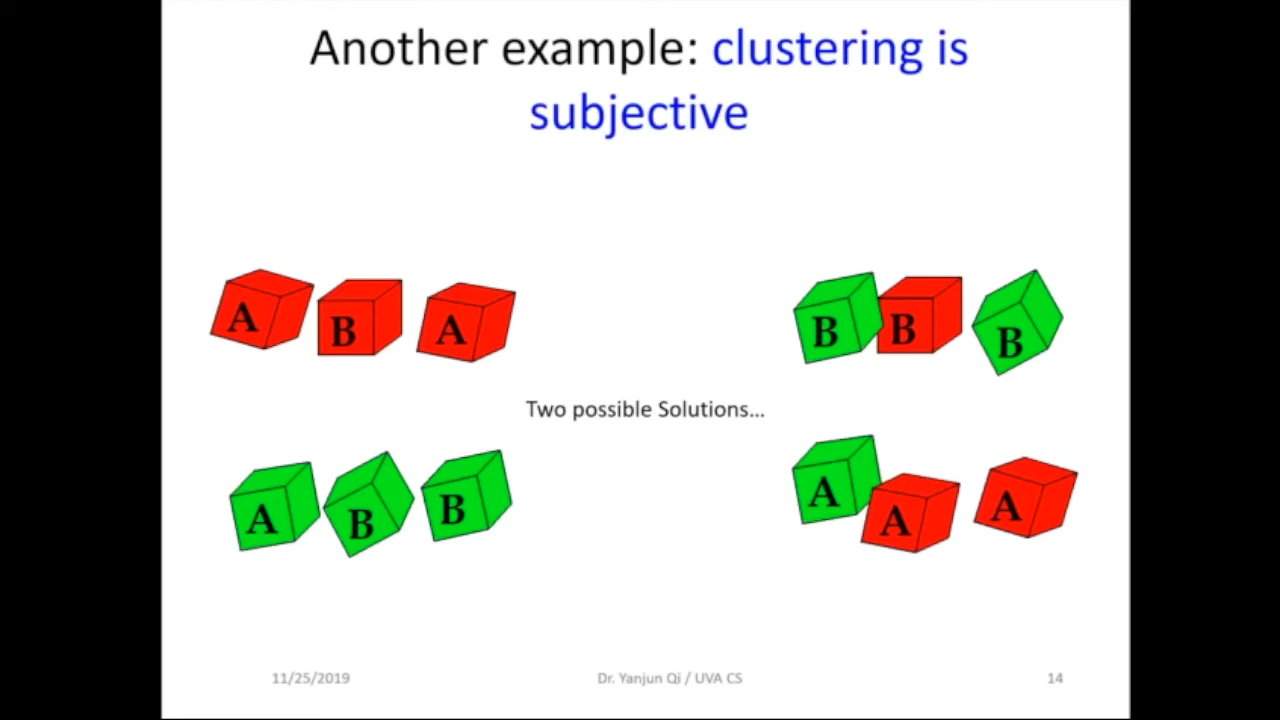 Another example: clustering is
subjective
A B A
B B B
Two possible Solutions...
A B B
A A A
11/25/2019
Dr. Yanjun Qi / UVA CS
14